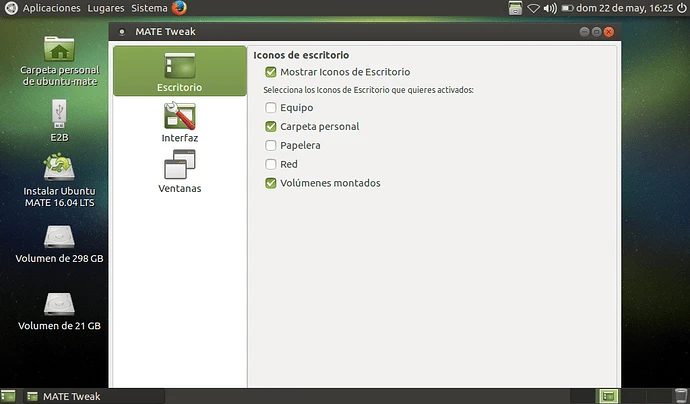 Aplicaciones Lugares Sistema
dom 22 de may, 16:25
MATE Tweak
Carpeta personal
de ubuntu-mate
E2B
Instalar Ubuntu
MATE 16.04 LTS
Volumen de 298 GB
Volumen de 21 GB
Escritorio
Interfaz
Ventanas
Iconos de escritorio
Mostrar Iconos de Escritorio
Selecciona los Iconos de Escritorio que quieres activados:
Equipo
Carpeta personal
Papelera
Red
Volúmenes montados
MATE Tweak